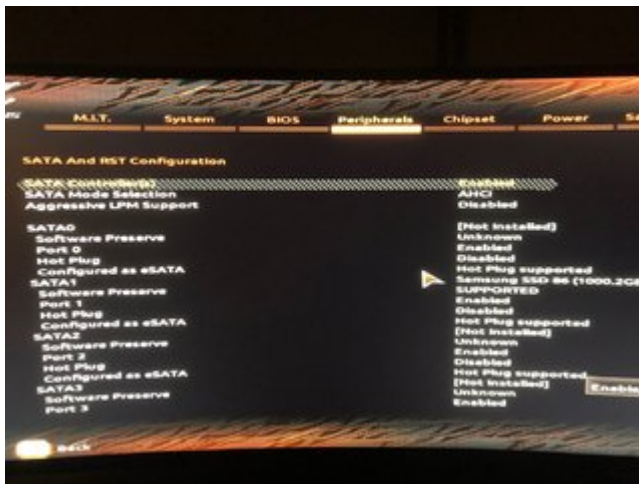 M.I.T. System BIOS Peripherals Chipset Power
SATA And RST Configuration
SATA Controller(s) Enabled
SATA Mode Selection AHCI
Aggressive LPM Support Disabled
SATA0 [Not Installed]
Software Preserve Unknown
Port 0 Enabled
Hot Plug Disabled
Configured as eSATA Hot Plug supported
SATA1 Samsung SSD 86 (1000.2GB
Software Preserve SUPPORTED
Port 1 Enabled
Hot Plug Disabled
Configured as eSATA Hot Plug supported
SATA2 [Not Installed]
Software Preserve Unknown
Port 2 Enabled
Hot Plug Disabled
Configured as eSATA Hot Plug supported
SATA3 [Not Installed]
Software Preserve Unknown
Port 3 Enabled
Enable
Back